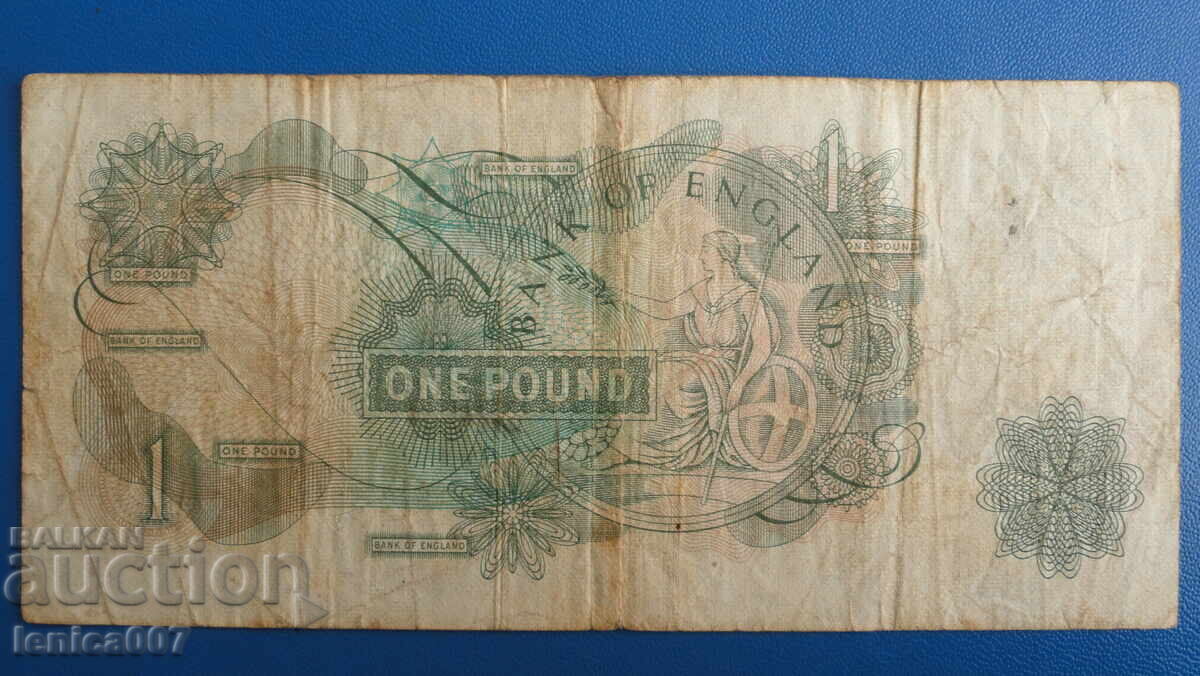 BANK OF ENGLAND
1
BANK OF ENGLAND
ONE POUND
ONE POUND
BANK OF ENGLAND
ONE POUND
ONE POUND
1
BANK OF ENGLAND
BALKAN
auction
lenica007